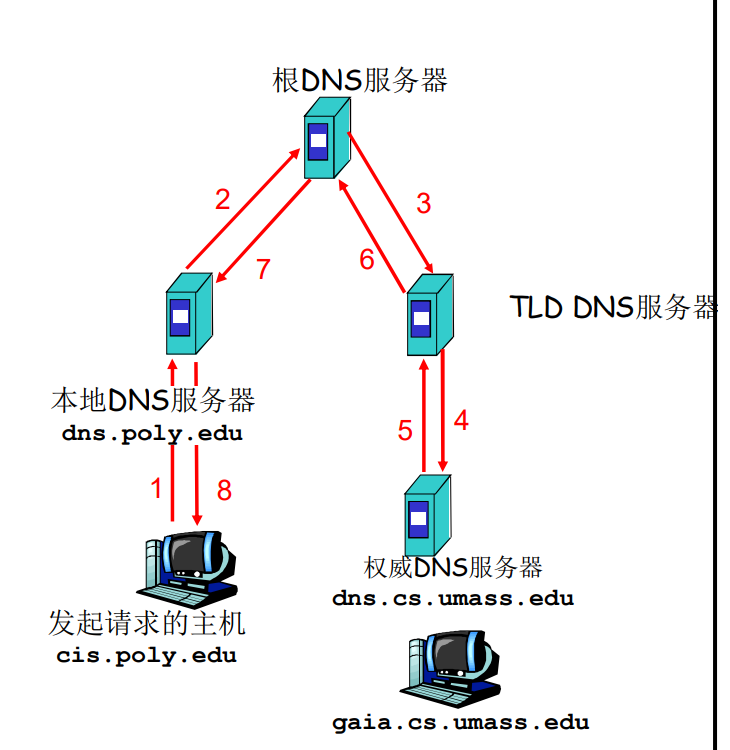 根DNS服务器
2
3
7
6
TLD DNS服务器
本地DNS服务器
dns.poly.edu
5
4
1
8
权威DNS服务器
dns.cs.umass.edu
发起请求的主机
cis.poly.edu
gaia.cs.umass.edu